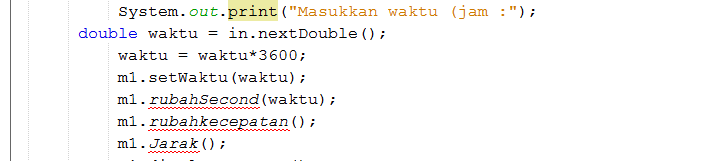 System.out.print("Masukkan waktu (jam :");
double waktu = in.nextDouble();
waktu = waktu*3600;
m1.setWaktu(waktu);
m1.rubahSecond(waktu);
m1.rubahkecepatan();
m1.Jarak();